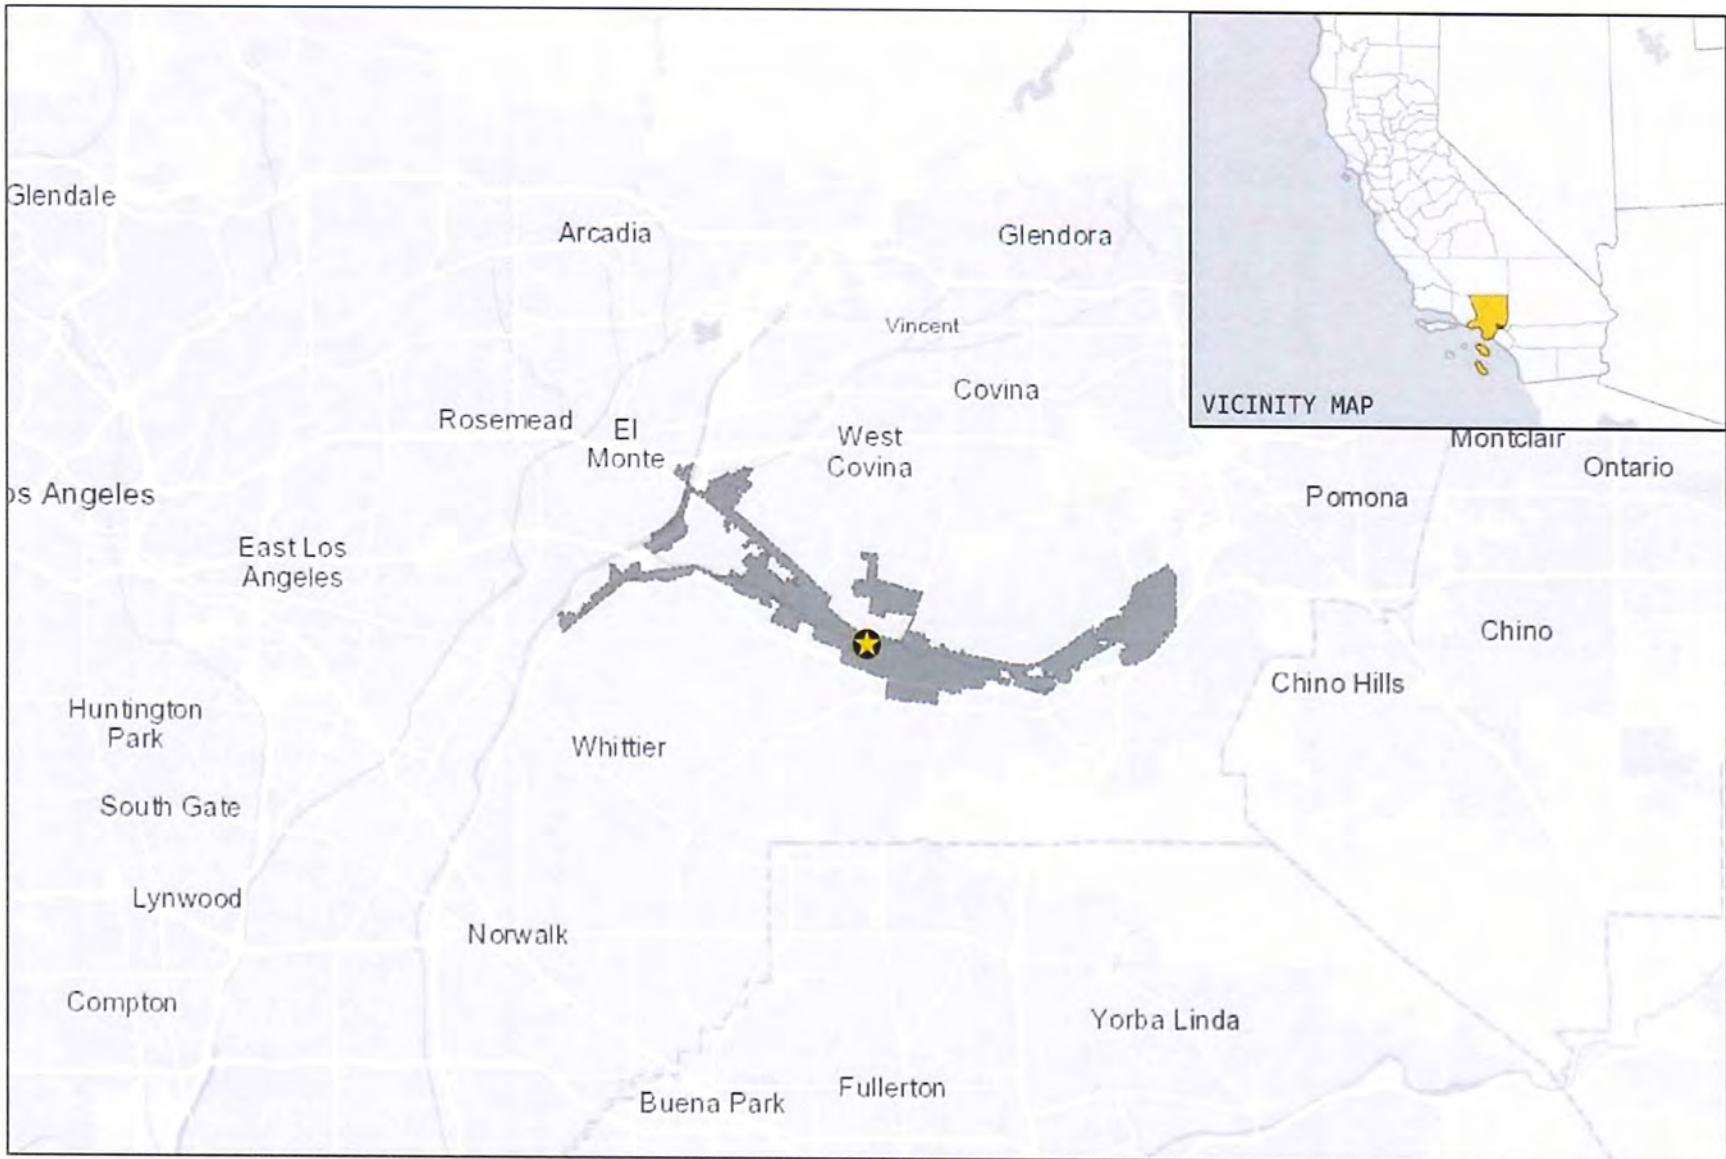 Glendale
Arcadia
Glendora
Vincent
Covina
Rosemead
El
Monte
West
Covina
VICINITY MAP
Montclair
Ontario
Pomona
os Angeles
East Los
Angeles
Chino
Chino Hills
Huntington
Park
Whittier
South Gate
Lynwood
Norwalk
Compton
Yorba Linda
Buena Park
Fullerton